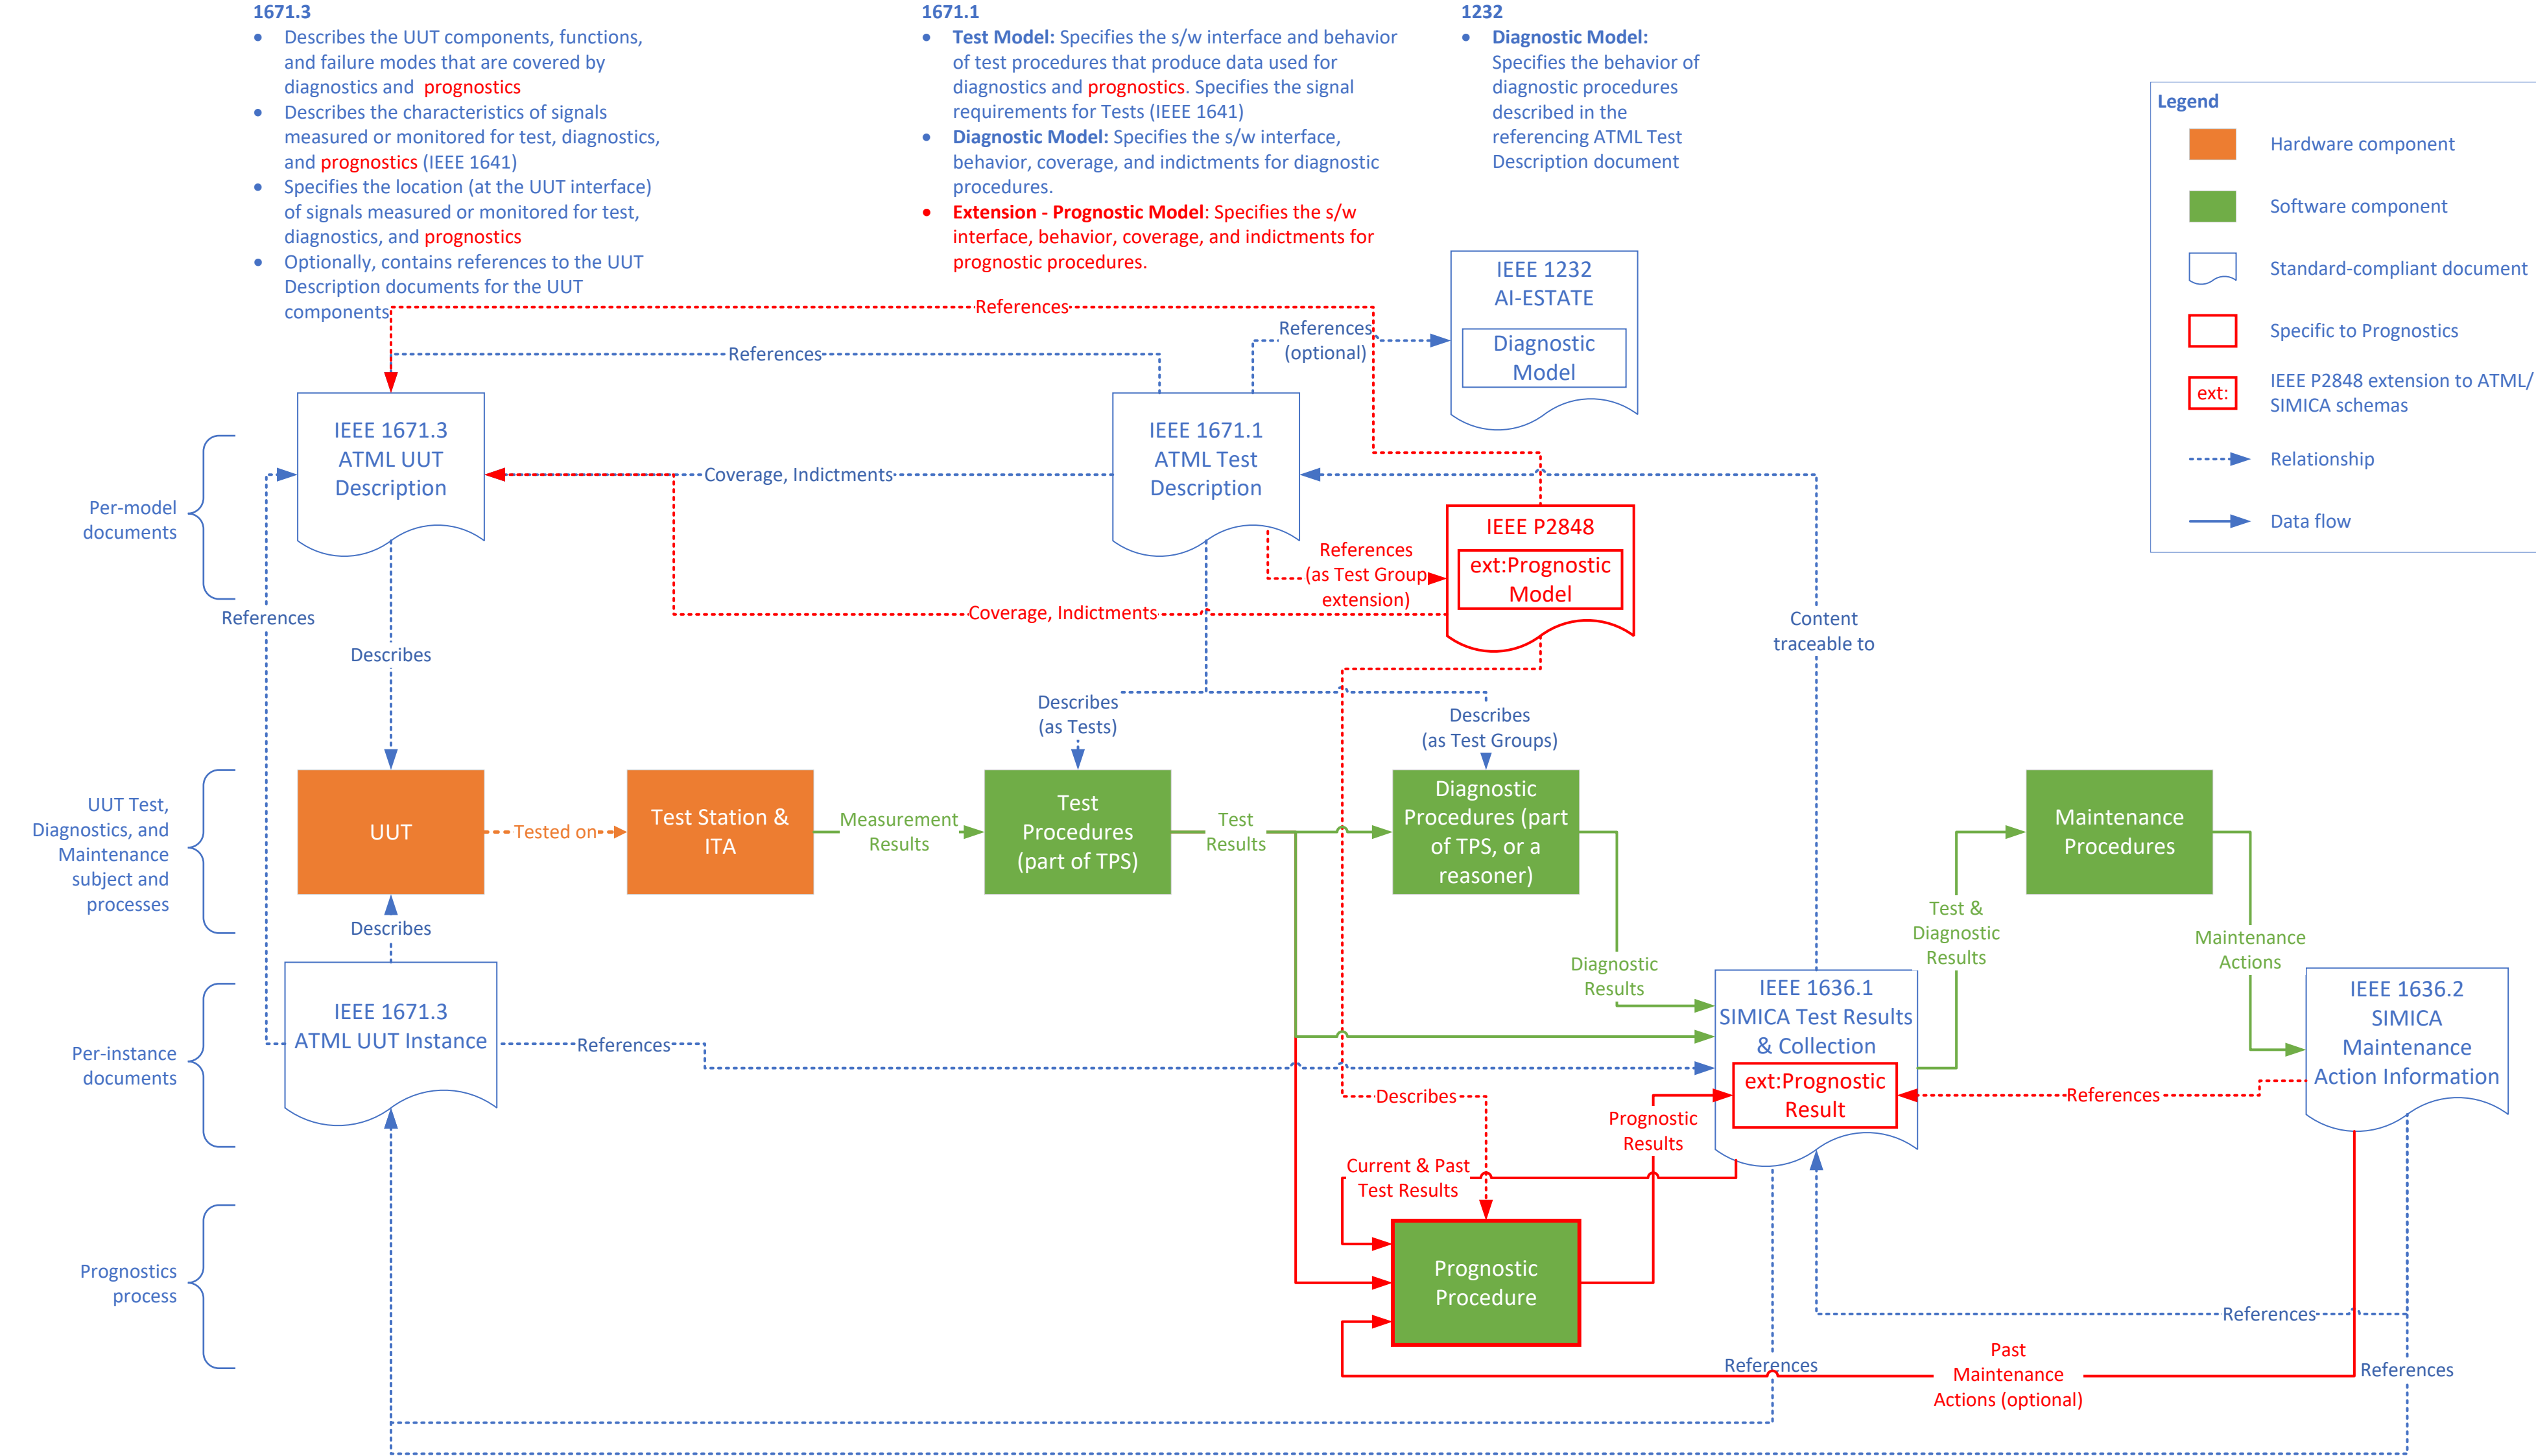 1671.3
• Describes the UUT components, functions,
and failure modes that are covered by
diagnostics and prognostics
• Describes the characteristics of signals
measured or monitored for test, diagnostics,
and prognostics (IEEE 1641)
• Specifies the location (at the UUT interface)
of signals measured or monitored for test,
diagnostics, and prognostics
• Optionally, contains references to the UUT
Description documents for the UUT
components
1671.1
• Test Model: Specifies the s/w interface and behavior
of test procedures that produce data used for
diagnostics and prognostics. Specifies the signal
requirements for Tests (IEEE 1641)
• Diagnostic Model: Specifies the s/w interface,
behavior, coverage, and indictments for diagnostic
procedures.
• Extension - Prognostic Model: Specifies the s/w
interface, behavior, coverage, and indictments for
prognostic procedures.
1232
• Diagnostic Model:
Specifies the behavior of
diagnostic procedures
described in the
referencing ATML Test
Description document
Legend
Hardware component
Software component
Standard-compliant document
Specific to Prognostics
ext:
IEEE P2848 extension to ATML/
SIMICA schemas
Relationship
Data flow
References
References
References
(optional)
IEEE 1232
AI-ESTATE
Diagnostic
Model
Per-model
documents
IEEE 1671.3
ATML UUT
Description
Coverage, Indictments
IEEE 1671.1
ATML Test
Description
IEEE P2848
ext:Prognostic
Model
References
(as Test Group
extension)
Coverage, Indictments
References
Describes
Content
traceable to
Describes
(as Tests)
Describes
(as Test Groups)
UUT Test,
Diagnostics, and
Maintenance
subject and
processes
UUT
Tested on
Test Station &
ITA
Measurement
Results
Test
Procedures
(part of TPS)
Test
Results
Diagnostic
Procedures (part
of TPS, or a
reasoner)
Maintenance
Procedures
Describes
Diagnostic
Results
Test &
Diagnostic
Results
Maintenance
Actions
Per-instance
documents
IEEE 1671.3
ATML UUT Instance
References
IEEE 1636.1
SIMICA Test Results
& Collection
ext:Prognostic
Result
References
IEEE 1636.2
SIMICA
Maintenance
Action Information
Describes
Prognostic
Results
Current & Past
Test Results
Prognostics
process
Prognostic
Procedure
References
References
Past
Maintenance
Actions (optional)
References